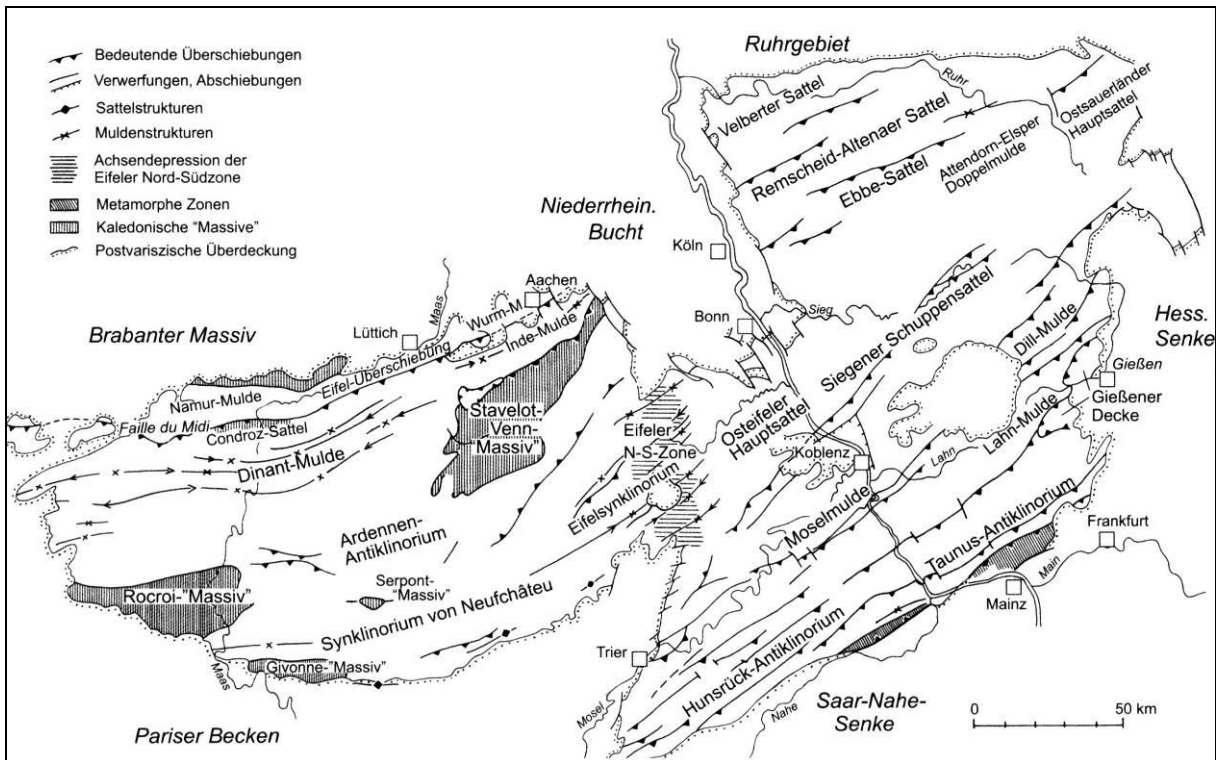 Bedeutende Überschiebungen
Verwerfungen, Abschiebungen
Sattelstrukturen
Muldenstrukturen
Achsendepression der
Eifeler Nord-Südzone
Metamorphe Zonen
Kaledonische "Massive"
Postvariszische Überdeckung
Ruhrgebiet
Ruhr
Velberter Sattel
Remscheid-Altenaer Sattel
Ebbe-Sattel
Attendorn-Elsper
Doppelmulde
Ostsauerländer
Hauptsattel
Niederrhein.
Bucht
Köln
Bonn
Sieg
Siegener Schuppensattel
Dill-Mulde
Hess.
Senke
Gießen
Gießener
Decke
Lahn-Mulde
Lahn
Aachen
Maas
Wurm-M.
Inde-Mulde
Lüttich
Brabanter Massiv
Eifel-Überschiebung
Namur-Mulde
Faille du Midi
Condroz-Sattel
Dinant-Mulde
Stavelot-
Venn-
"Massiv"
Eifeler
N-S-Zone
Eifelsynklinorium
Osteifeler
Hauptsattel
Koblenz
Moselmulde
Taunus-Antiklinorium
Frankfurt
Main
Mainz
Ardennen-
Antiklinorium
Rocroi-"Massiv"
Serpont-
"Massiv"
Synklinorium von Neufchâteu
Givonne-"Massiv"
Maas
Trier
Mosel
Hunsrück-Antiklinorium
Nahe
Saar-Nahe-
Senke
Pariser Becken
0 50 km